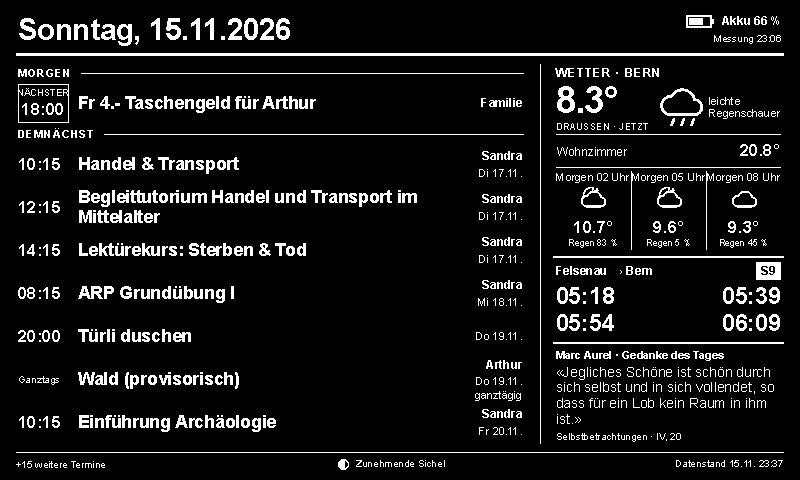 Sonntag, 15.11.2026
Akku 66 %
Messung 23:06
MORGEN
NÄCHSTER
18:00
Fr 4.- Taschengeld für Arthur
Familie
DEMNÄCHST
10:15 Handel & Transport
Sandra
Di 17.11.
12:15 Begleittutorium Handel und Transport im
Mittelalter
Sandra
Di 17.11.
14:15 Lektürekurs: Sterben & Tod
Sandra
Di 17.11.
08:15 ARP Grundübung I
Sandra
Mi 18.11.
20:00 Türli duschen
Do 19.11.
Ganztags Wald (provisorisch)
Arthur
Do 19.11.
ganztägig
10:15 Einführung Archäologie
Sandra
Fr 20.11.
WETTER · BERN
8.3°
leichte
Regenschauer
DRAUSSEN · JETZT
Wohnzimmer 20.8°
Morgen 02 Uhr Morgen 05 Uhr Morgen 08 Uhr
10.7° 9.6° 9.3°
Regen 83 % Regen 5 % Regen 45 %
Felsenau › Bern S9
05:18 05:39
05:54 06:09
Marc Aurel · Gedanke des Tages
«Jegliches Schöne ist schön durch
sich selbst und in sich vollendet, so
dass für ein Lob kein Raum in ihm
ist.»
Selbstbetrachtungen · IV, 20
+15 weitere Termine
Zunehmende Sichel
Datenstand 15.11. 23:37